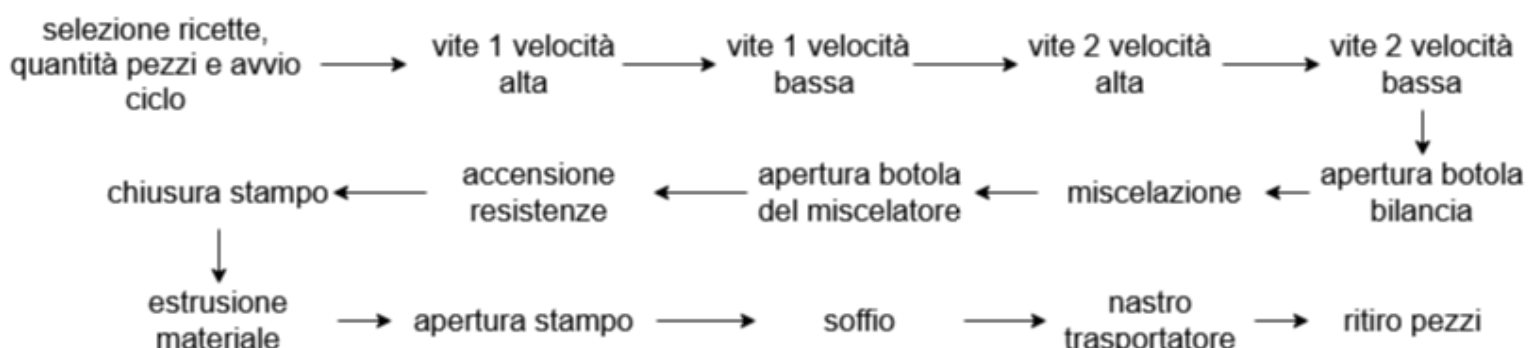 selezione ricette,
quantità pezzi e avvio
ciclo
vite 1 velocità
alta
vite 1 velocità
bassa
vite 2 velocità
alta
vite 2 velocità
bassa
apertura botola
bilancia
miscelazione
apertura botola
del miscelatore
accensione
resistenze
chiusura stampo
estrusione
materiale
apertura stampo
soffio
nastro
trasportatore
ritiro pezzi